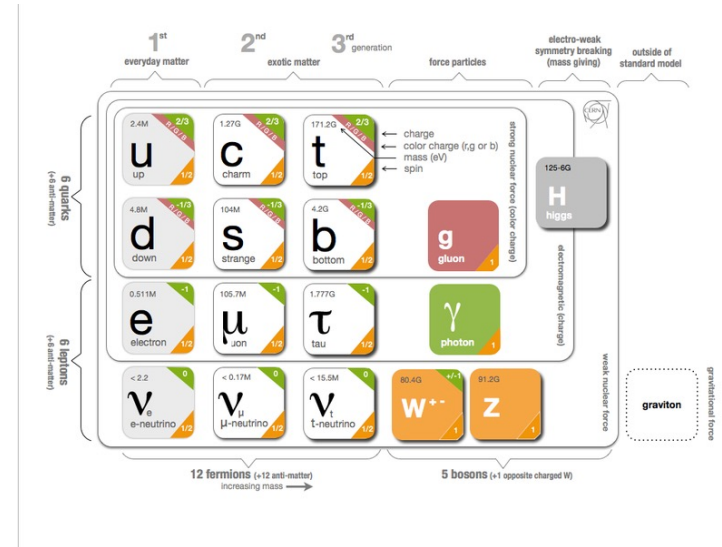 1st
2nd
3rd generation
everyday matter
exotic matter
force particles
electro-weak
symmetry breaking
(mass giving)
outside of
standard model
6 quarks
(+6 anti-matter)
2.4M
2/3
R/G/B
u
up
1/2
1.27G
2/3
R/G/B
c
charm
1/2
171.2G
2/3
R/G/B
t
top
1/2
charge
color charge (r,g or b)
mass (eV)
spin
strong nuclear force (color charge)
CERN
125-6G
H
higgs
4.8M
-1/3
R/G/B
d
down
1/2
104M
-1/3
R/G/B
s
strange
1/2
4.2G
-1/3
R/G/B
b
bottom
1/2
g
gluon
1
electromagnetic (charge)
6 leptons
(+6 anti-matter)
0.511M
-1
e
electron
1/2
105.7M
-1
μ
uon
1/2
1.777G
-1
τ
tau
1/2
γ
photon
1
weak nuclear force
< 2.2
0
νe
e-neutrino
1/2
< 0.17M
0
νμ
μ-neutrino
1/2
< 15.5M
0
νt
t-neutrino
1/2
80.4G
+/-1
W+-
1
91.2G
Z
1
graviton
gravitational force
12 fermions (+12 anti-matter)
increasing mass
5 bosons (+1 opposite charged W)